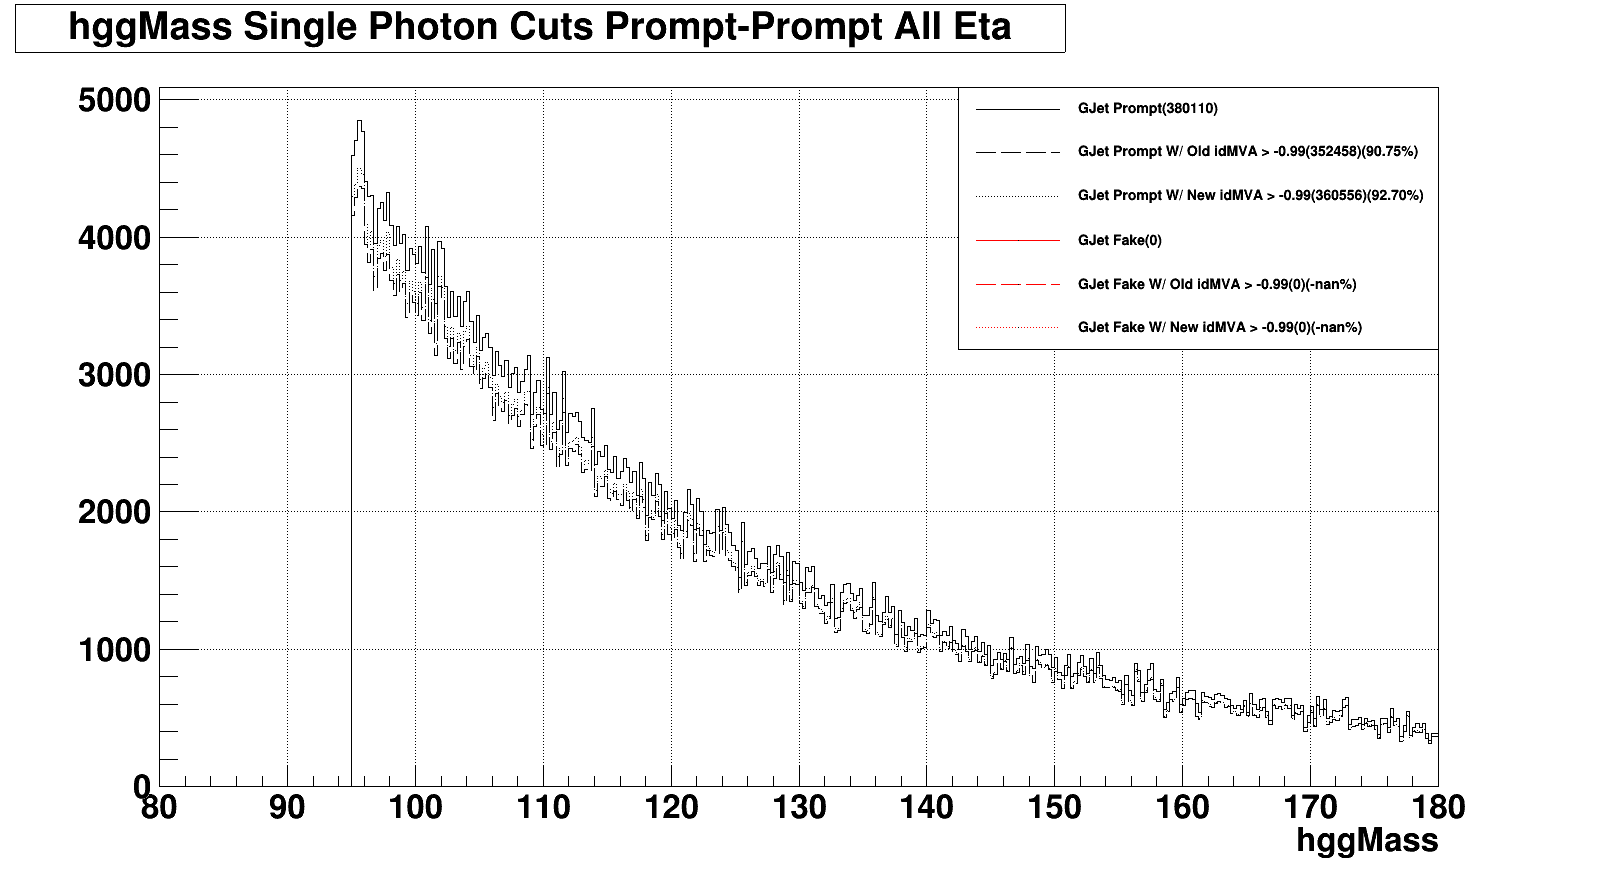 hggMass Single Photon Cuts Prompt-Prompt All Eta
5000
4000
3000
2000
1000
0
GJet Prompt(380110)
GJet Prompt W/ Old idMVA > -0.99(352458)(90.75%)
GJet Prompt W/ New idMVA > -0.99(360556)(92.70%)
GJet Fake(0)
GJet Fake W/ Old idMVA > -0.99(0)(-nan%)
GJet Fake W/ New idMVA > -0.99(0)(-nan%)
80 90 100 110 120 130 140 150 160 170 180
hggMass